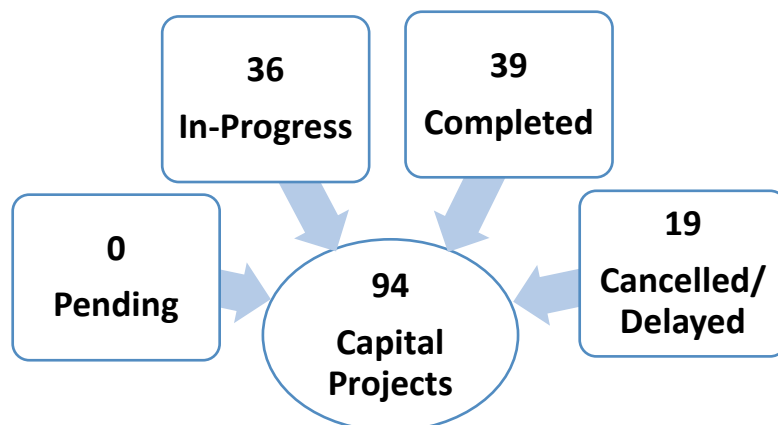 36
In-Progress
39
Completed
0
Pending
94
Capital
Projects
19
Cancelled/
Delayed